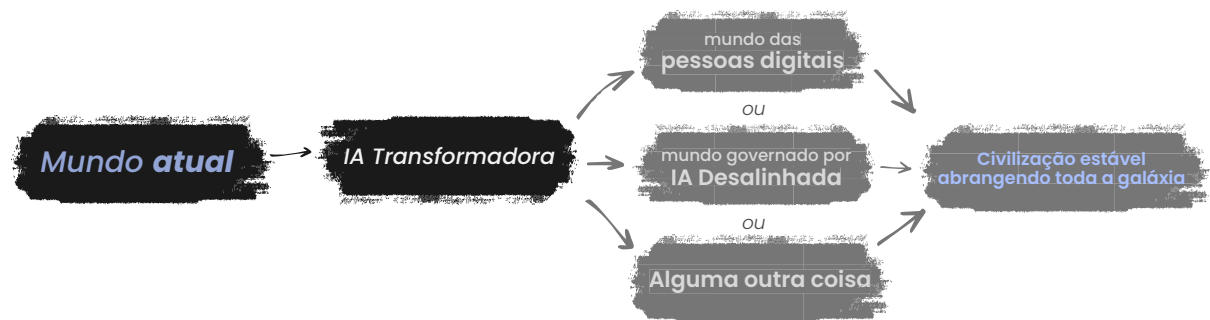 Mundo atual
IA Transformadora
mundo das
pessoas digitais
ou
mundo governado por
IA Desalinhada
ou
Alguma outra coisa
Civilização estável
abrangendo toda a galáxia